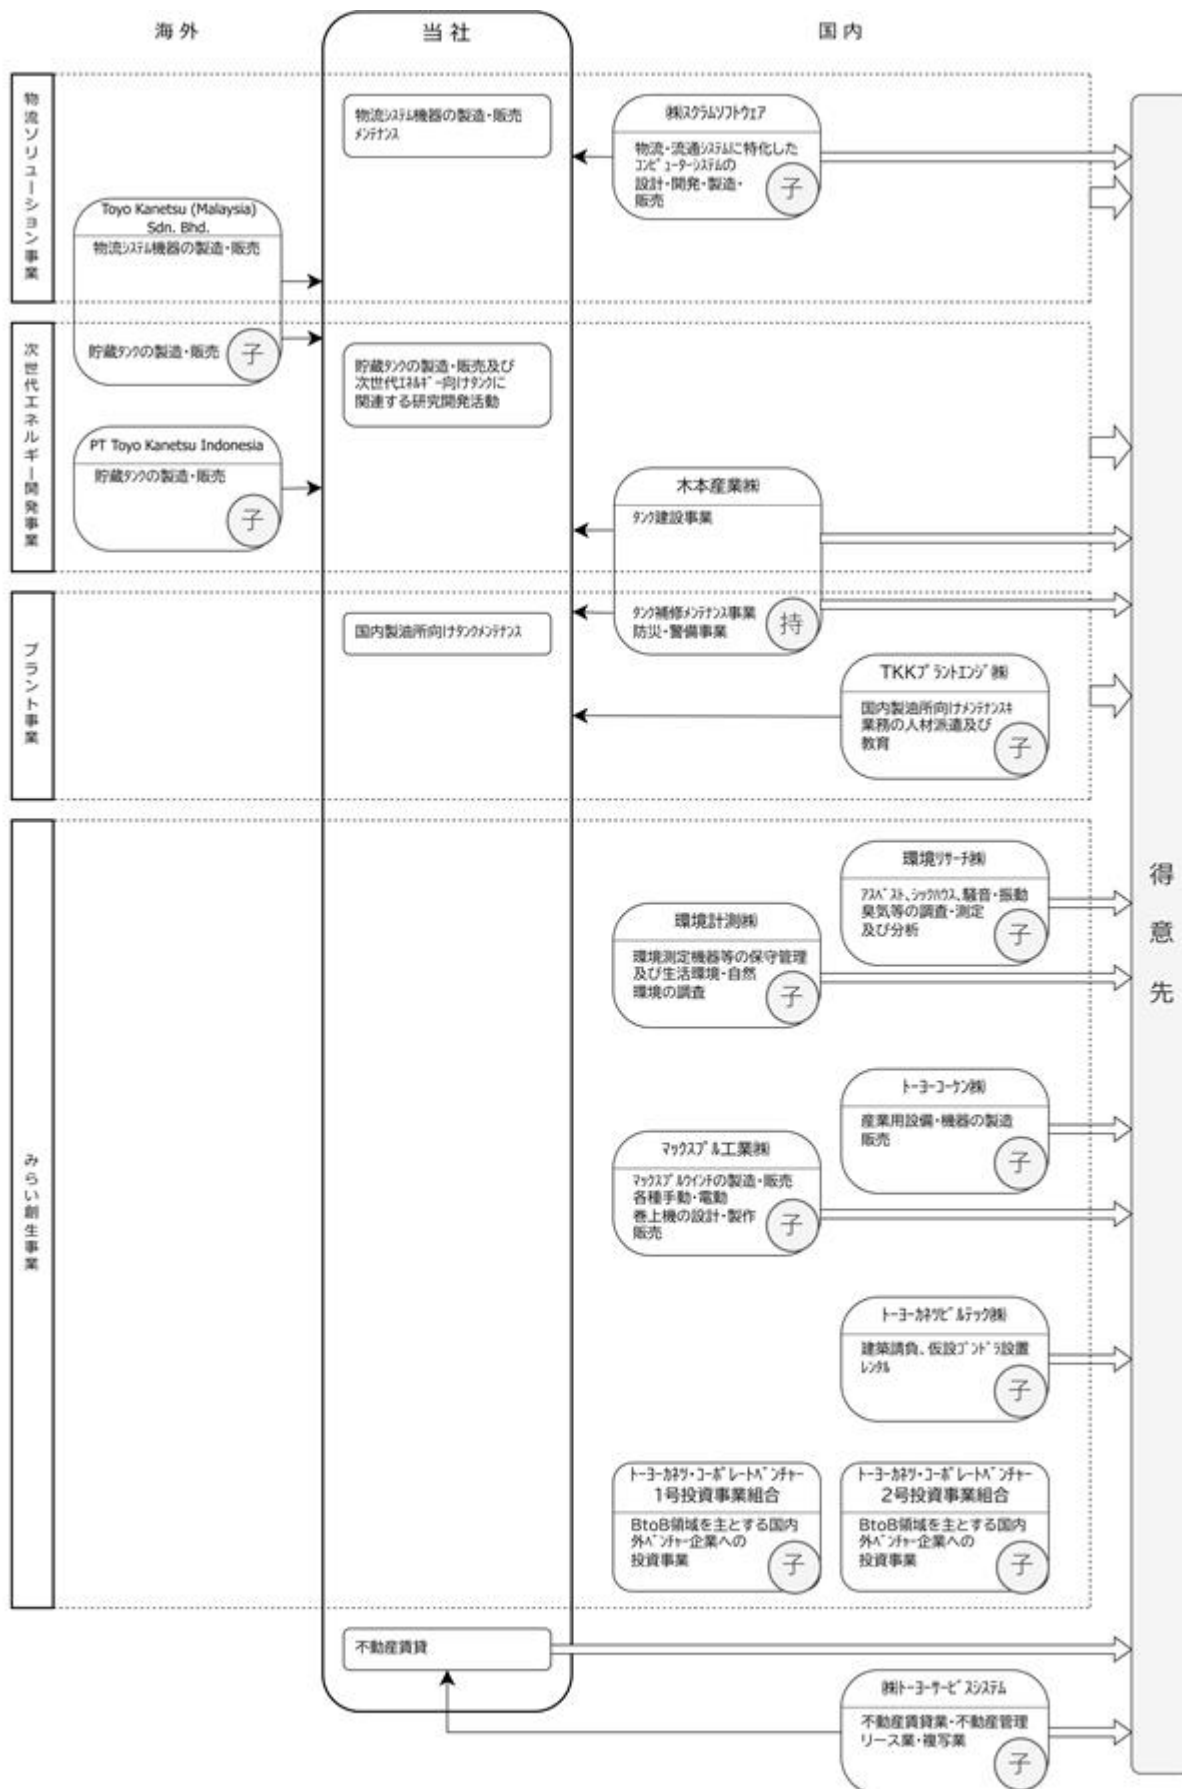 海外
当社
国内
物流ソリューション事業
物流システム機器の製造・販売
メンテナンス
㈱スクラムソフトウェア
物流・流通システムに特化した
コンピューターシステムの
設計・開発・製造・
販売
子
Toyo Kanetsu (Malaysia)
Sdn. Bhd.
物流システム機器の製造・販売
貯蔵タンクの製造・販売
子
次世代エネルギー開発事業
貯蔵タンクの製造・販売及び
次世代エネルギー向けタンクに
関連する研究開発活動
PT Toyo Kanetsu Indonesia
貯蔵タンクの製造・販売
子
木本産業㈱
タンク建設事業
タンク補修メンテナンス事業
防災・警備事業
持
プラント事業
国内製油所向けタンクメンテナンス
TKKプラントエンジ㈱
国内製油所向けメンテナンスキ
業務の人材派遣及び
教育
子
得意先
みらい創生事業
環境リサーチ㈱
アスベスト、シックハウス、騒音・振動
臭気等の調査・測定
及び分析
子
環境計測㈱
環境測定機器等の保守管理
及び生活環境・自然
環境の調査
子
トーヨーコーケン㈱
産業用設備・機器の製造
販売
子
マックスプル工業㈱
マックスプルウインチの製造・販売
各種手動・電動
巻上機の設計・製作
販売
子
トーヨーカネツビルテック㈱
建築請負、仮設ゴンドラ設置
レンタル
子
トーヨーカネツ・コーポレートベンチャー
1号投資事業組合
BtoB領域を主とする国内
外ベンチャー企業への
投資事業
子
トーヨーカネツ・コーポレートベンチャー
2号投資事業組合
BtoB領域を主とする国内
外ベンチャー企業への
投資事業
子
不動産賃貸
㈱トーヨーサービスシステム
不動産賃貸業・不動産管理
リース業・複写業
子